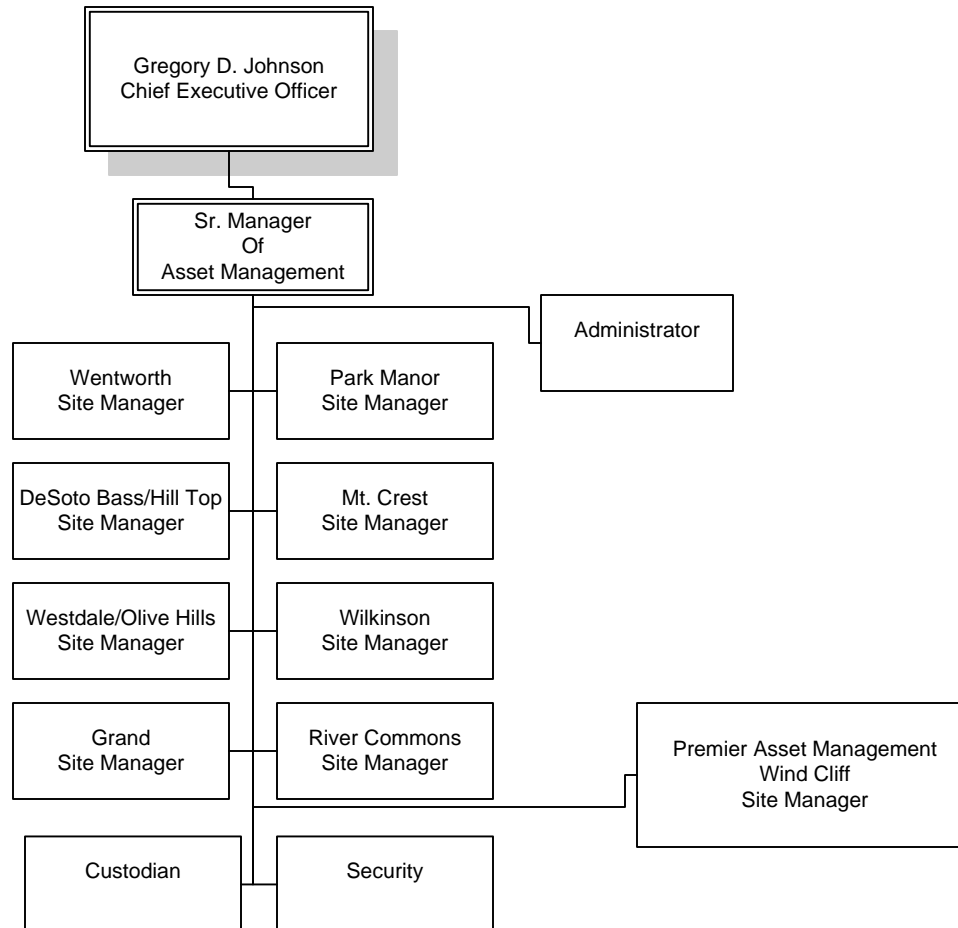 Gregory D. Johnson
Chief Executive Officer
Sr. Manager
Of
Asset Management
Administrator
Wentworth
Site Manager
Park Manor
Site Manager
DeSoto Bass/Hill Top
Site Manager
Mt. Crest
Site Manager
Westdale/Olive Hills
Site Manager
Wilkinson
Site Manager
Grand
Site Manager
River Commons
Site Manager
Premier Asset Management
Wind Cliff
Site Manager
Custodian
Security